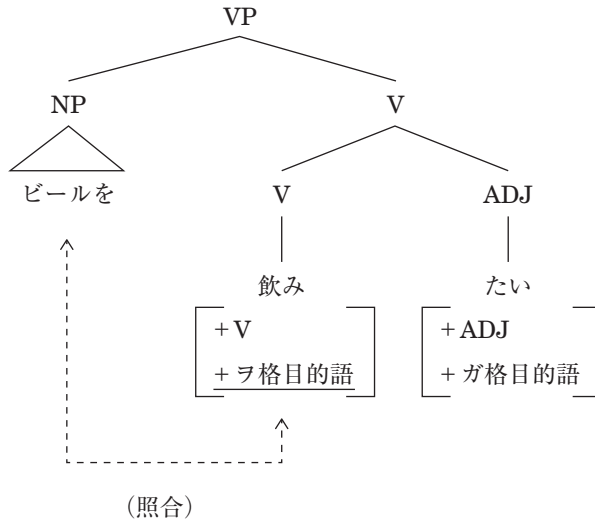 VP
NP V
ビールを
V ADJ
飲み たい
+V +ADJ
+ヲ格目的語 +ガ格目的語
(照合)